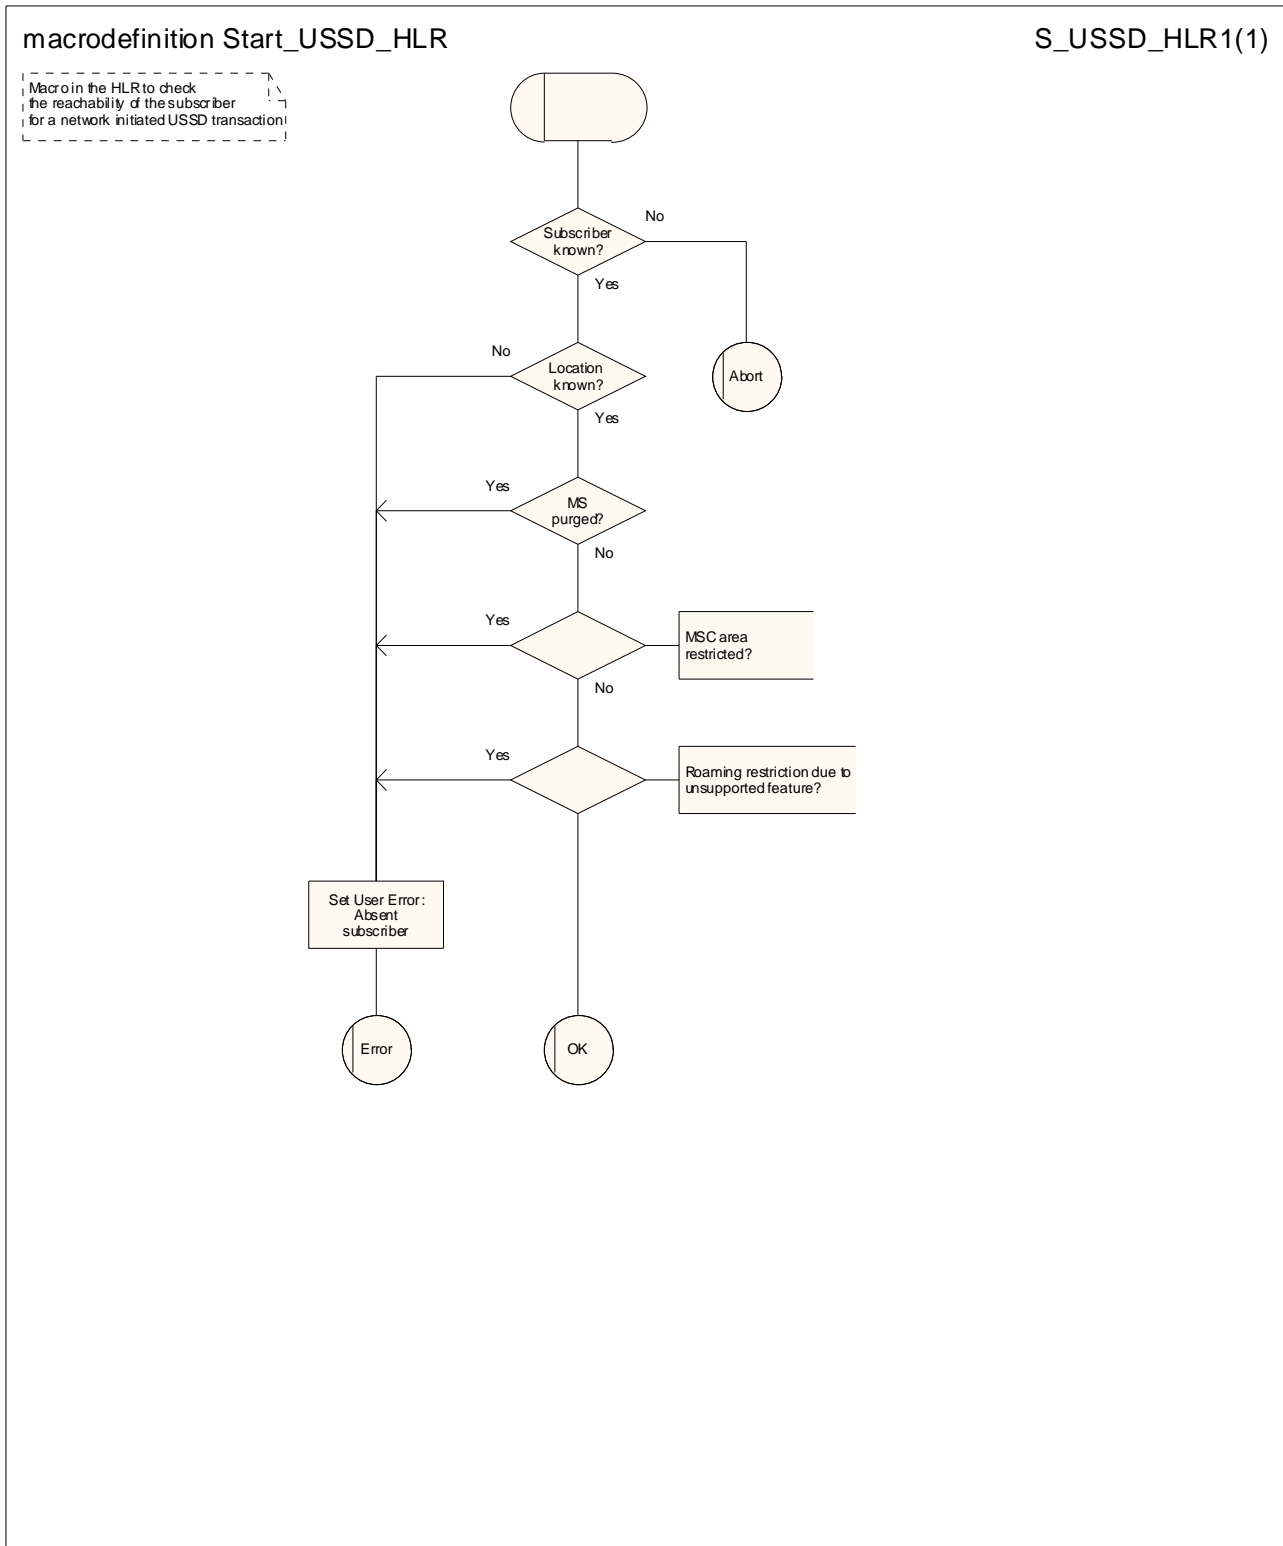 macrodefinition Start_USSD_HLR
S_USSD_HLR1(1)
Macro in the HLR to check
the reachability of the subscriber
for a network initiated USSD transaction
Subscriber
known?
No
Yes
No
Location
known?
Abort
Yes
Yes
MS
purged?
No
Yes
MSC area
restricted?
No
Yes
Roaming restriction due to
unsupported feature?
Set User Error:
Absent
subscriber
Error
OK